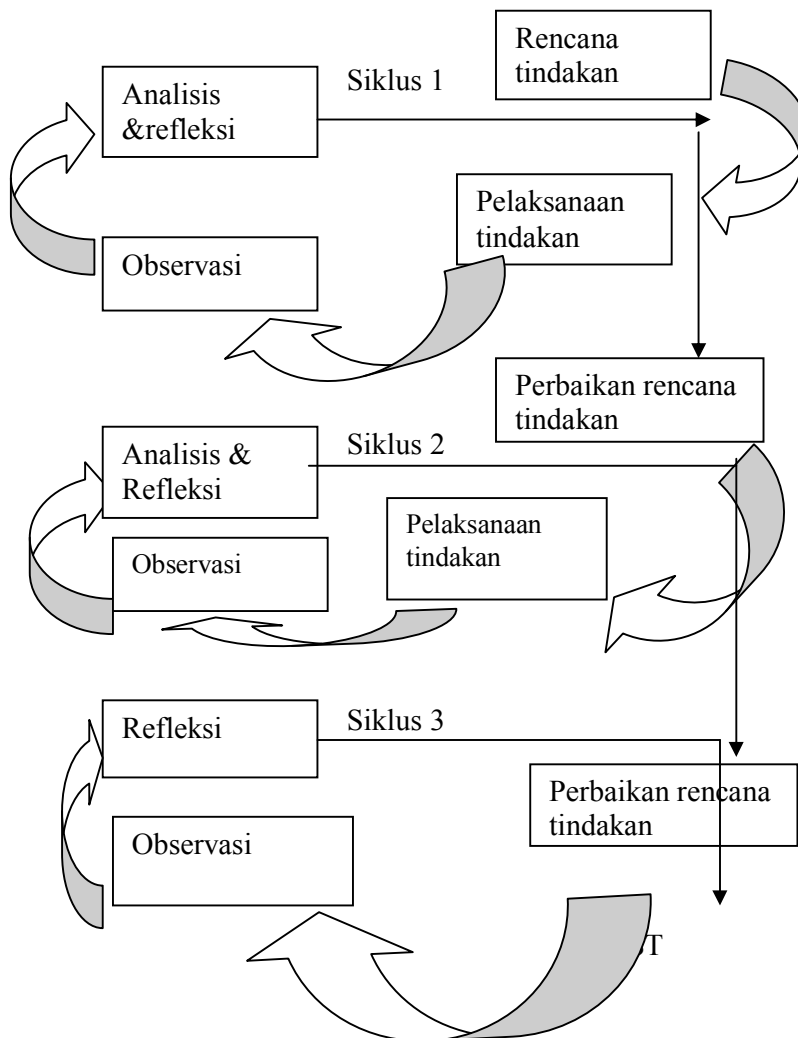 Rencana
tindakan
Siklus 1
Analisis
&refleksi
Pelaksanaan
tindakan
Observasi
Perbaikan rencana
tindakan
Siklus 2
Analisis &
Refleksi
Pelaksanaan
tindakan
Observasi
Siklus 3
Refleksi
Perbaikan rencana
tindakan
Observasi